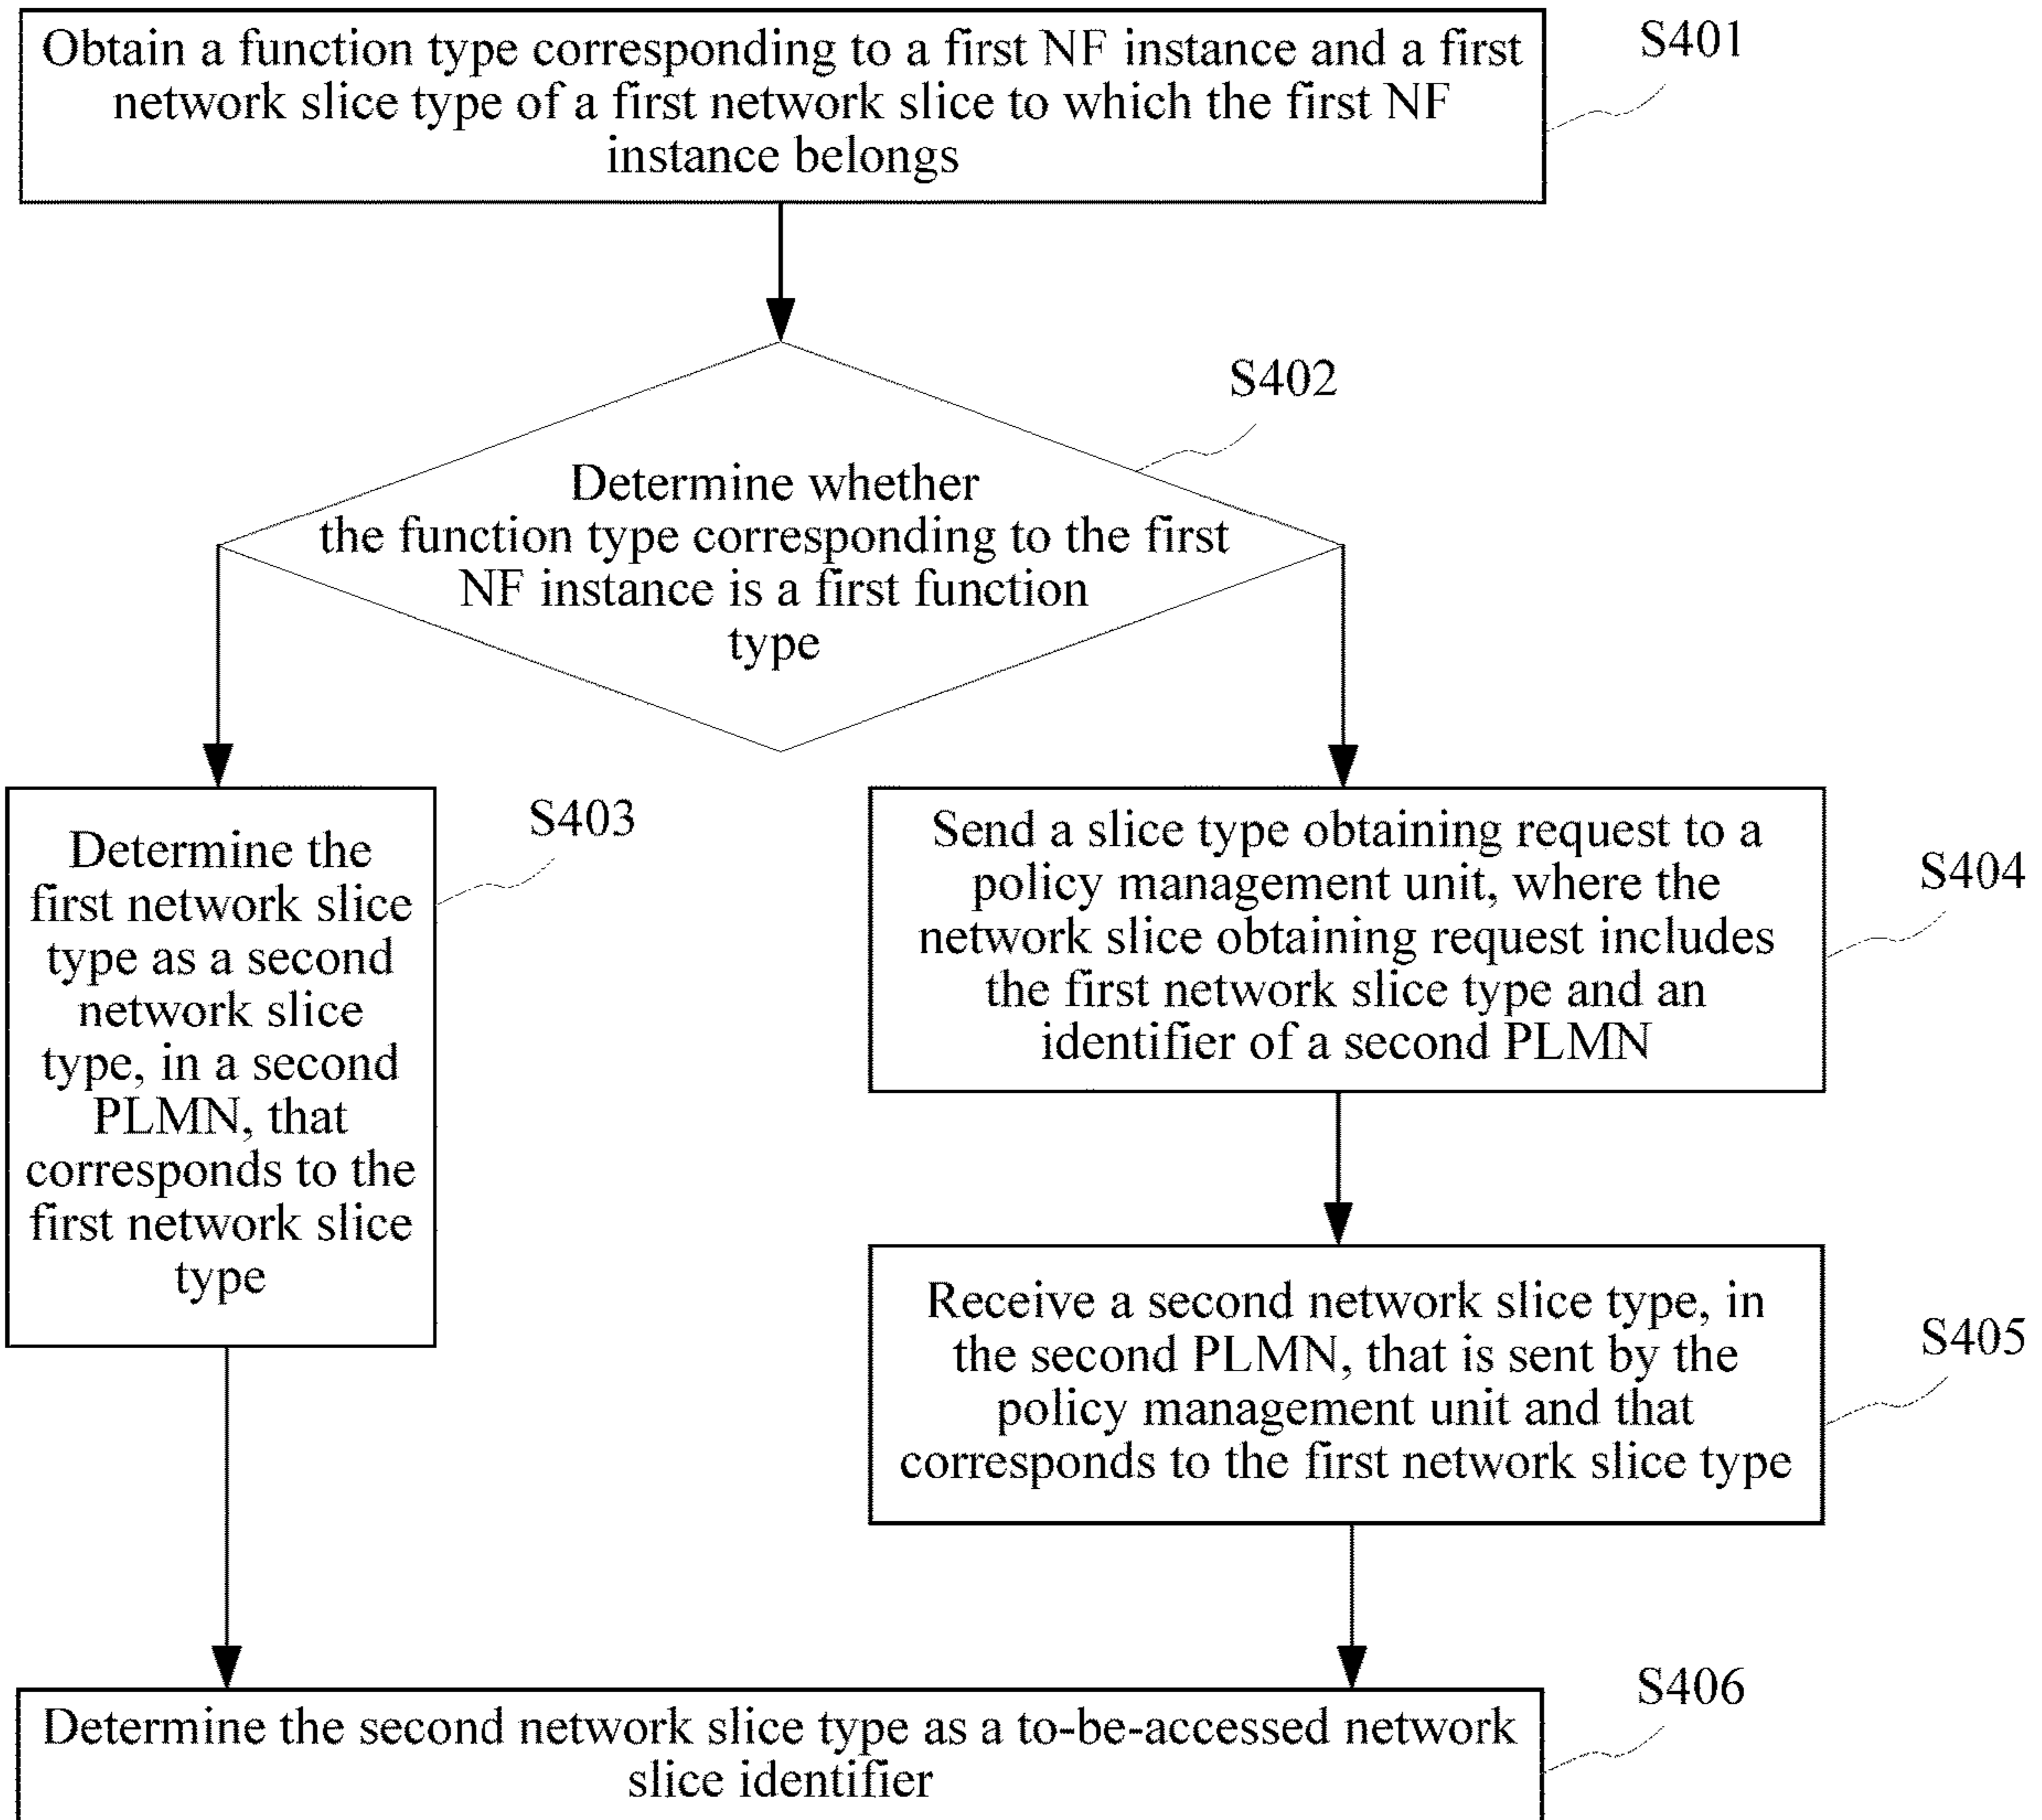 Obtain a function type corresponding to a first NF instance and a first
network slice type of a first network slice to which the first NF
instance belongs
S401
S402
Determine whether
the function type corresponding to the first
NF instance is a first function
type
S403
Determine the
first network slice
type as a second
network slice
type, in a second
PLMN, that
corresponds to the
first network slice
type
Send a slice type obtaining request to a
policy management unit, where the
network slice obtaining request includes
the first network slice type and an
identifier of a second PLMN
S404
Receive a second network slice type, in
the second PLMN, that is sent by the
policy management unit and that
corresponds to the first network slice type
S405
Determine the second network slice type as a to-be-accessed network
slice identifier
S406